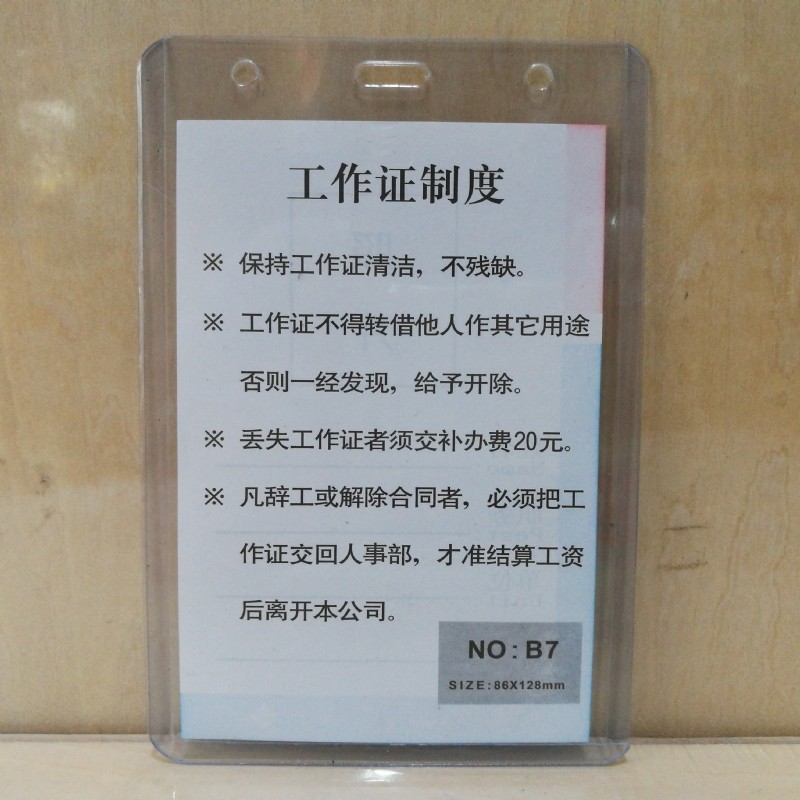 工作证制度
※ 保持工作证清洁，不残缺。
※ 工作证不得转借他人作其它用途
否则一经发现，给予开除。
※ 丢失工作证者须交补办费20元。
※ 凡辞工或解除合同者，必须把工
作证交回人事部，才准结算工资
后离开本公司。
NO:B7
SIZE:86X128mm